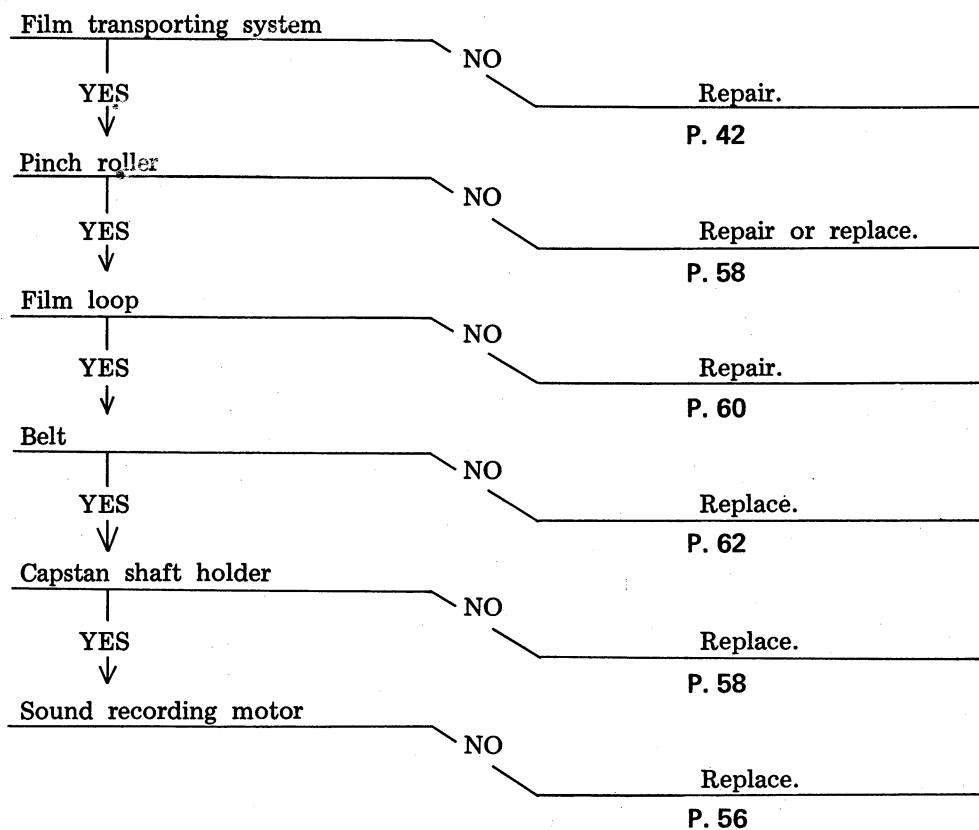 Film transporting system
NO
YES
Repair.
P. 42
Pinch roller
NO
YES
Repair or replace.
P. 58
Film loop
NO
YES
Repair.
P. 60
Belt
NO
YES
Replace.
P. 62
Capstan shaft holder
NO
YES
Replace.
P. 58
Sound recording motor
NO
Replace.
P. 56